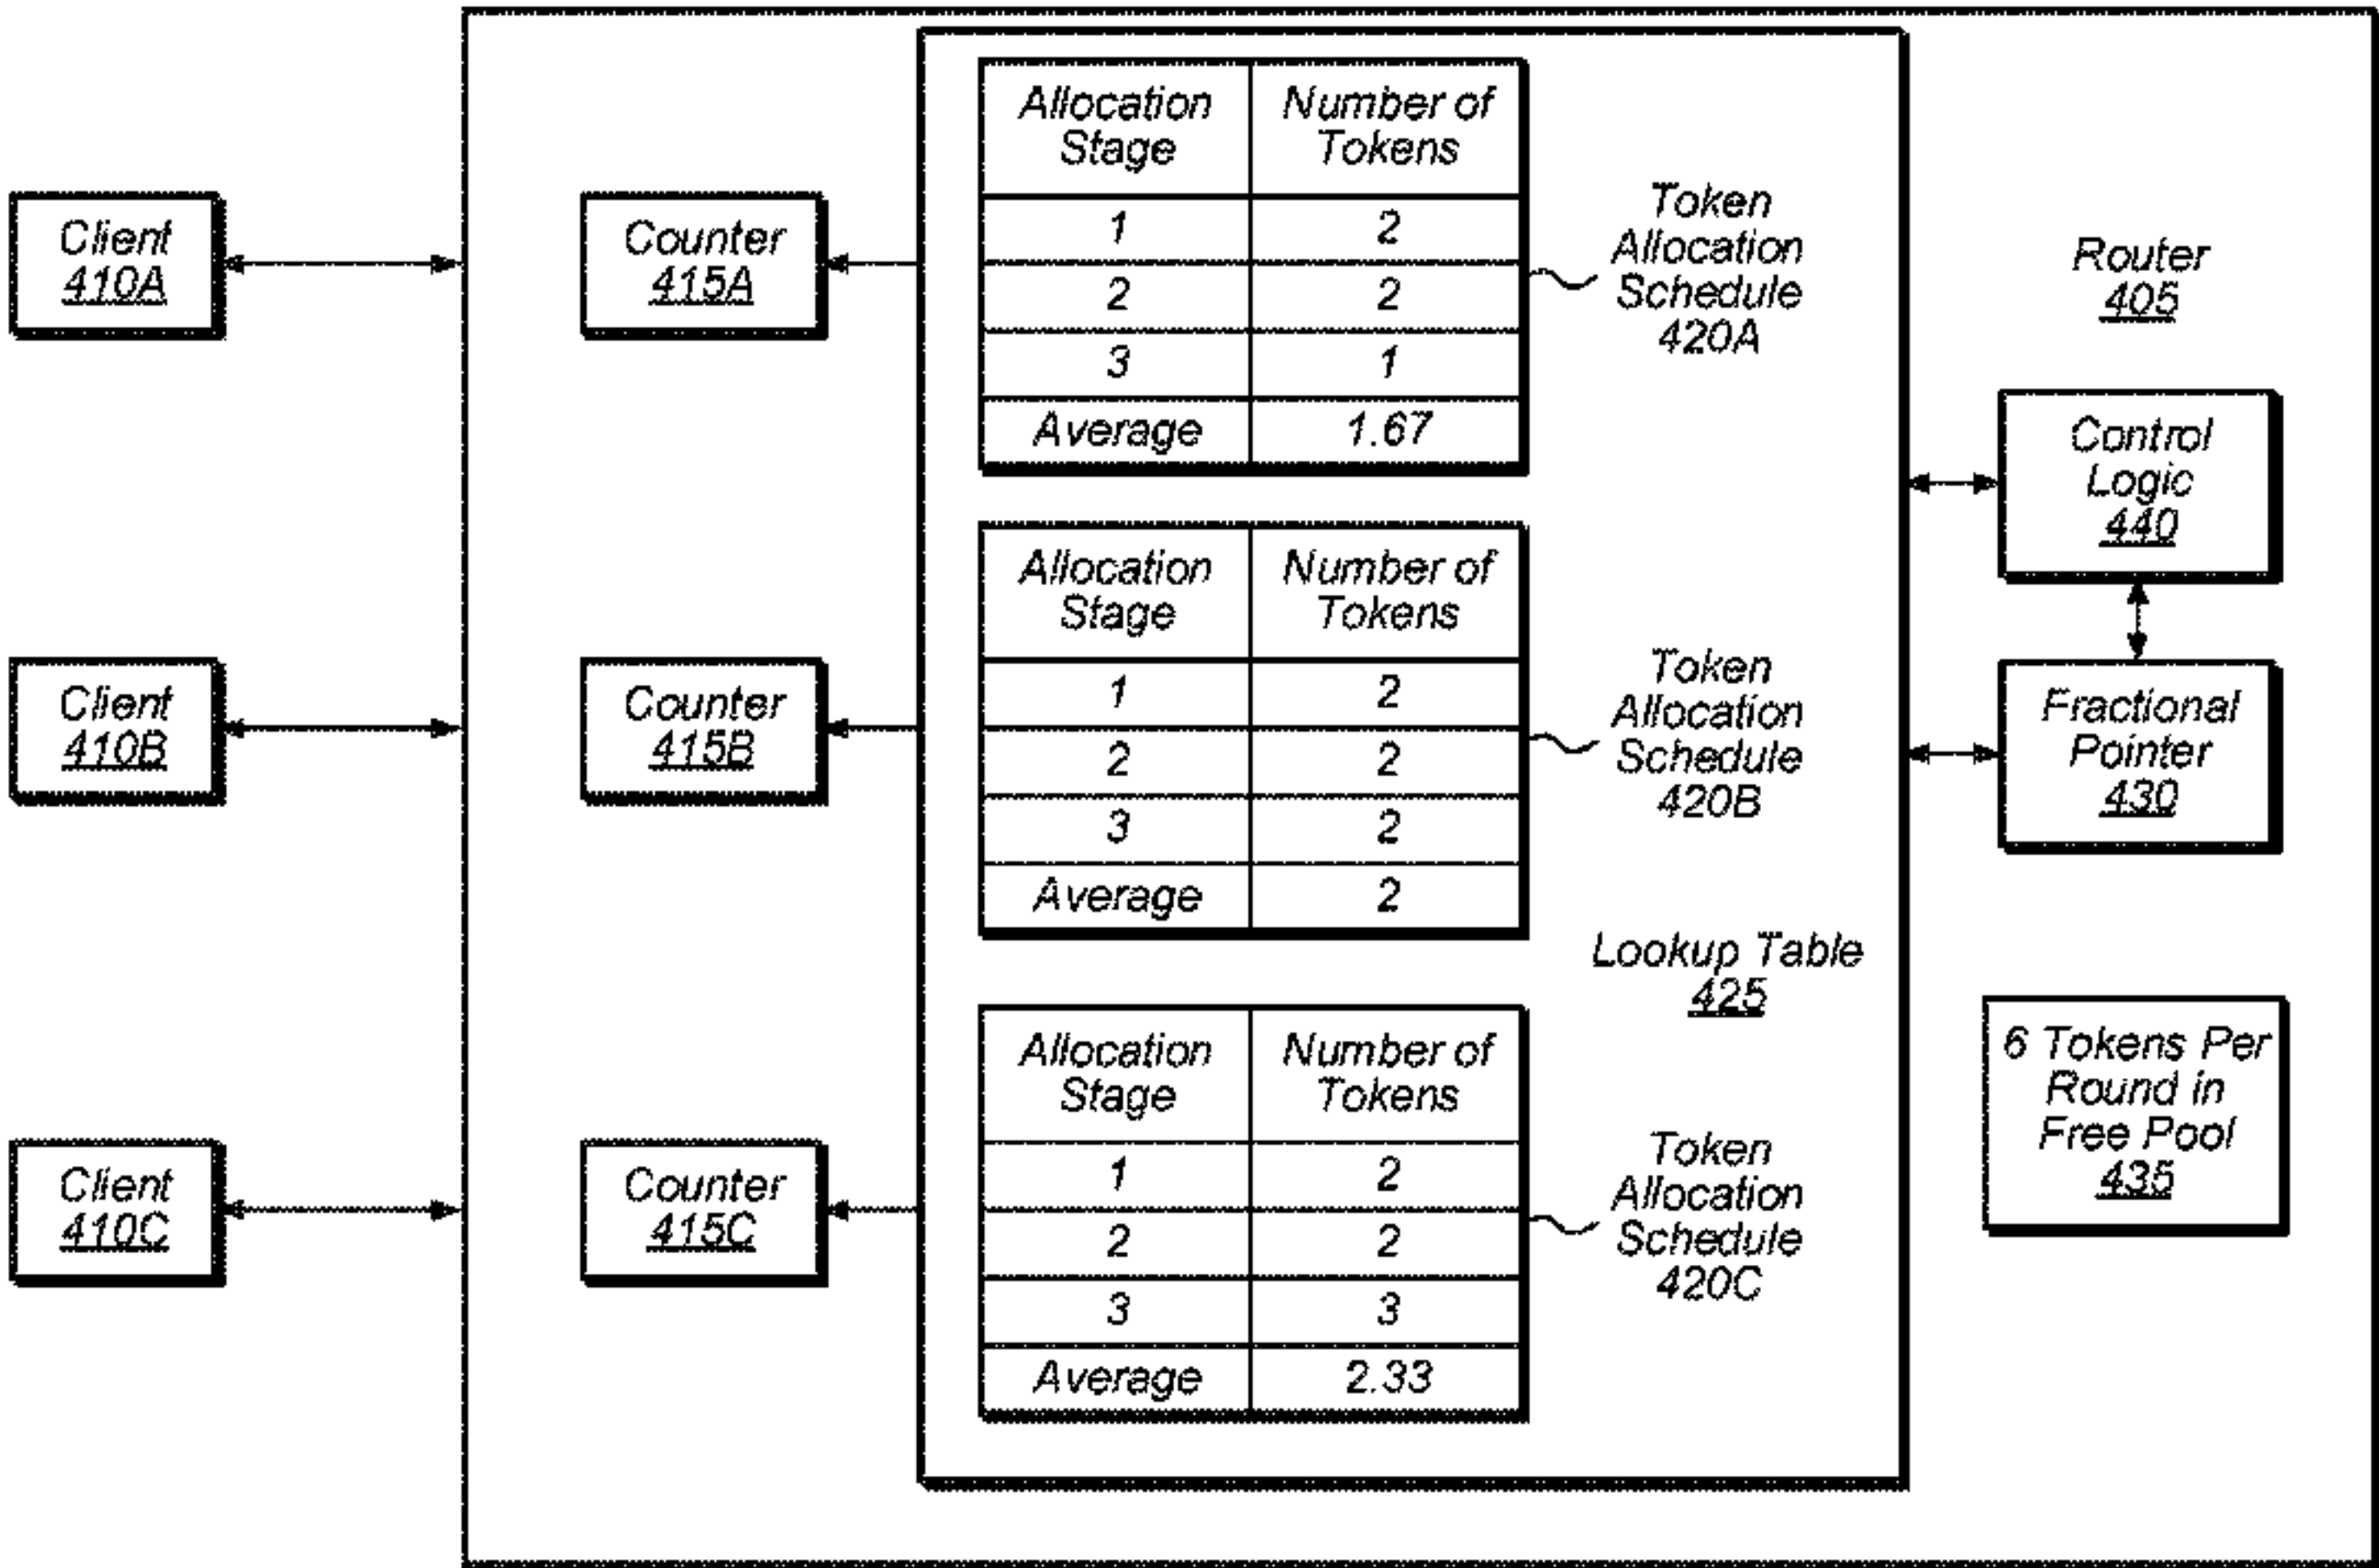 Client
410A
Counter
415A
Allocation Stage
Number of Tokens
1 2
2 2
3 1
Average 1.67
Token
Allocation
Schedule
420A
Router
405
Control
Logic
440
Client
410B
Counter
415B
Allocation Stage
Number of Tokens
1 2
2 2
3 2
Average 2
Token
Allocation
Schedule
420B
Fractional
Pointer
430
Lookup Table
425
Client
410C
Counter
415C
Allocation Stage
Number of Tokens
1 2
2 2
3 3
Average 2.33
Token
Allocation
Schedule
420C
6 Tokens Per
Round in
Free Pool
435